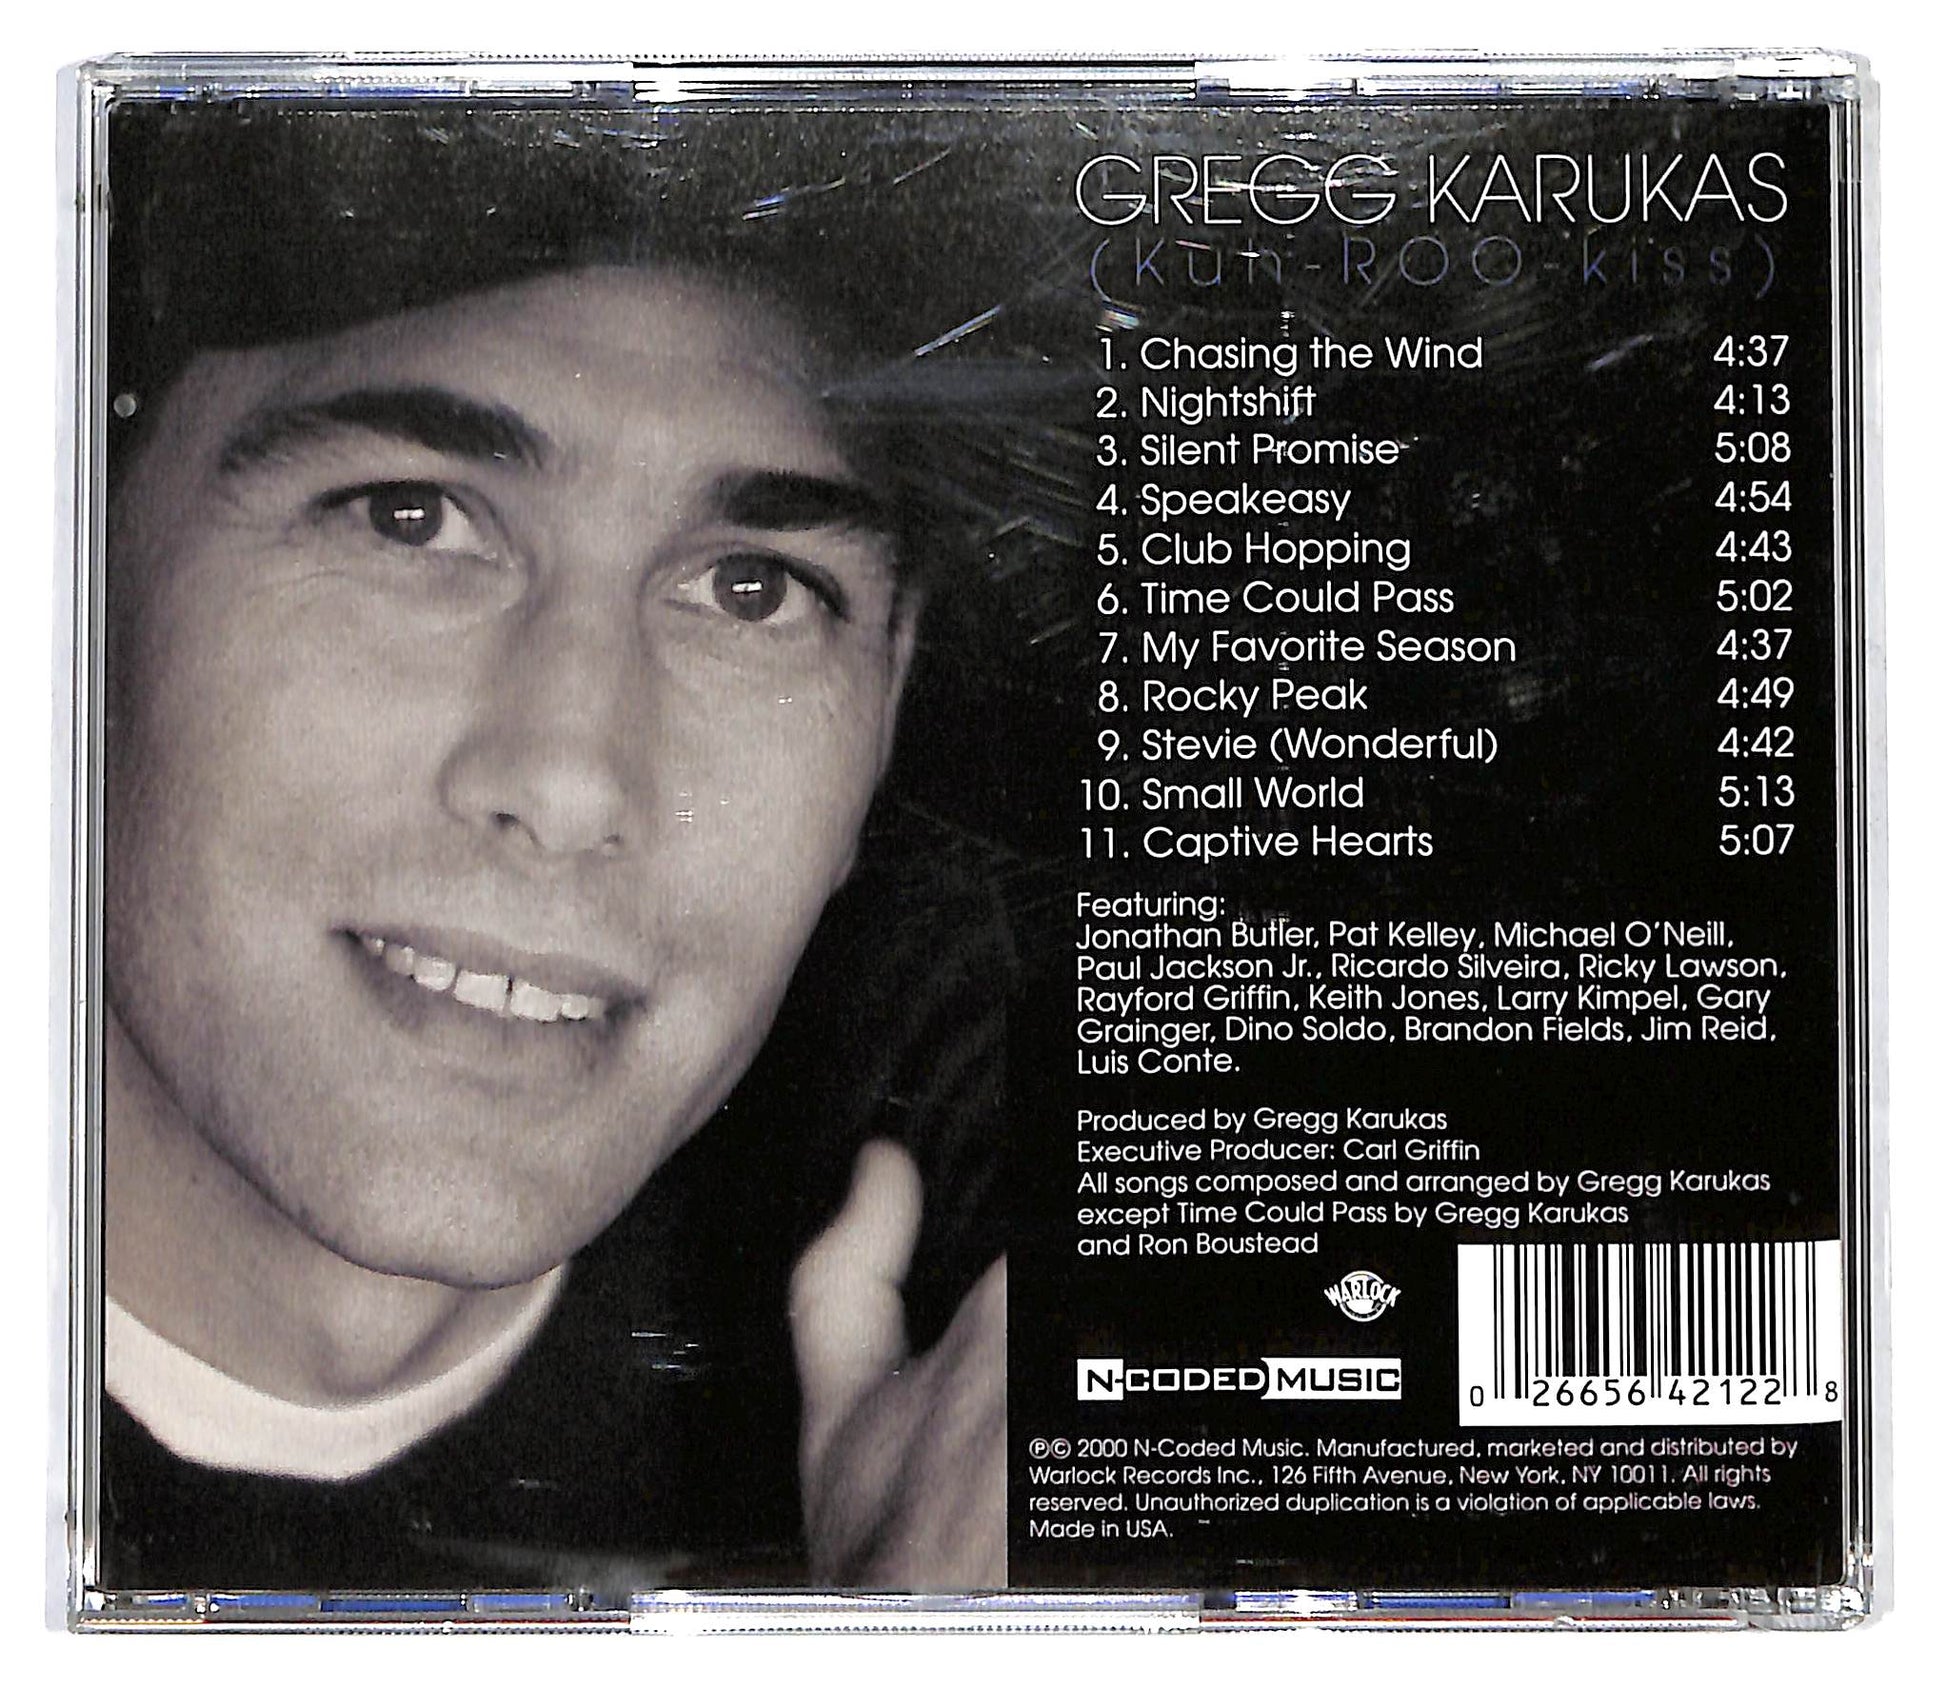 GREGG KARUKAS
(Kuh-ROO-kiss)
1. Chasing the Wind 4:37
2. Nightshift 4:13
3. Silent Promise 5:08
4. Speakeasy 4:54
5. Club Hopping 4:43
6. Time Could Pass 5:02
7. My Favorite Season 4:37
8. Rocky Peak 4:49
9. Stevie (Wonderful) 4:42
10. Small World 5:13
11. Captive Hearts 5:07
Featuring:
Jonathan Butler, Pat Kelley, Michael O'Neill,
Paul Jackson Jr., Ricardo Silveira, Ricky Lawson,
Rayford Griffin, Keith Jones, Larry Kimpel, Gary
Grainger, Dino Soldo, Brandon Fields, Jim Reid,
Luis Conte.
Produced by Gregg Karukas
Executive Producer: Carl Griffin
All songs composed and arranged by Gregg Karukas
except Time Could Pass by Gregg Karukas
and Ron Boustead
WARLOCK
N-CODED MUSIC
0 26656 42122 8
℗© 2000 N-Coded Music. Manufactured, marketed and distributed by
Warlock Records Inc., 126 Fifth Avenue, New York, NY 10011. All rights
reserved. Unauthorized duplication is a violation of applicable laws.
Made in USA.